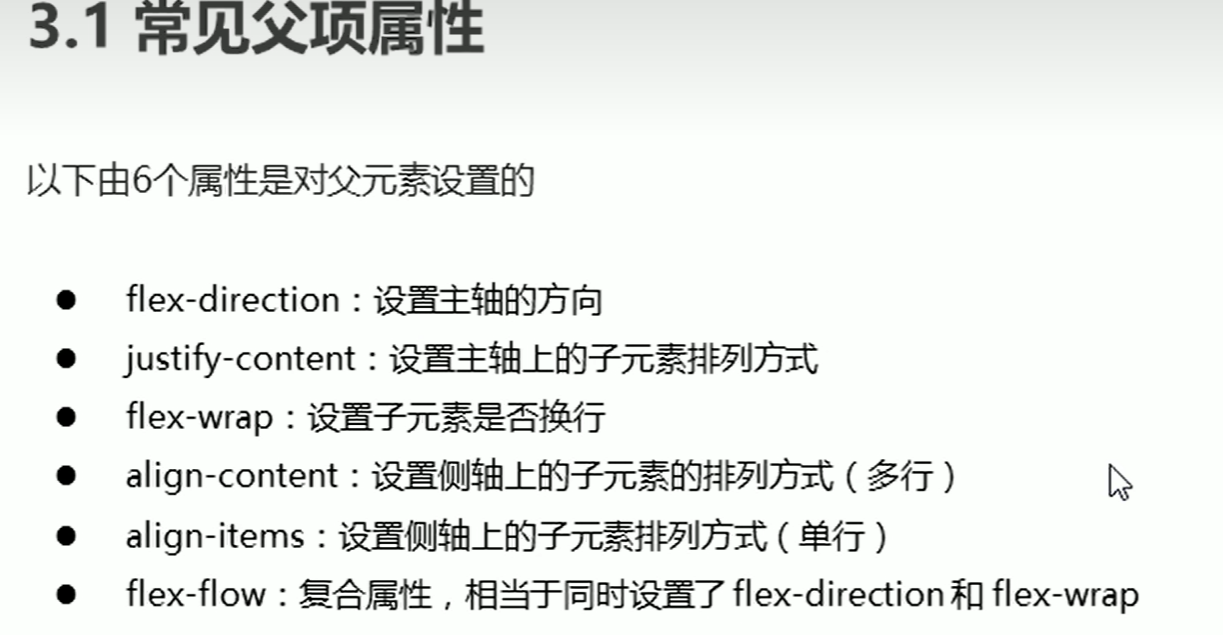 3.1 常见父项属性
以下由6个属性是对父元素设置的
● flex-direction：设置主轴的方向
● justify-content：设置主轴上的子元素排列方式
● flex-wrap：设置子元素是否换行
● align-content：设置侧轴上的子元素的排列方式（多行）
● align-items：设置侧轴上的子元素排列方式（单行）
● flex-flow：复合属性，相当于同时设置了 flex-direction 和 flex-wrap